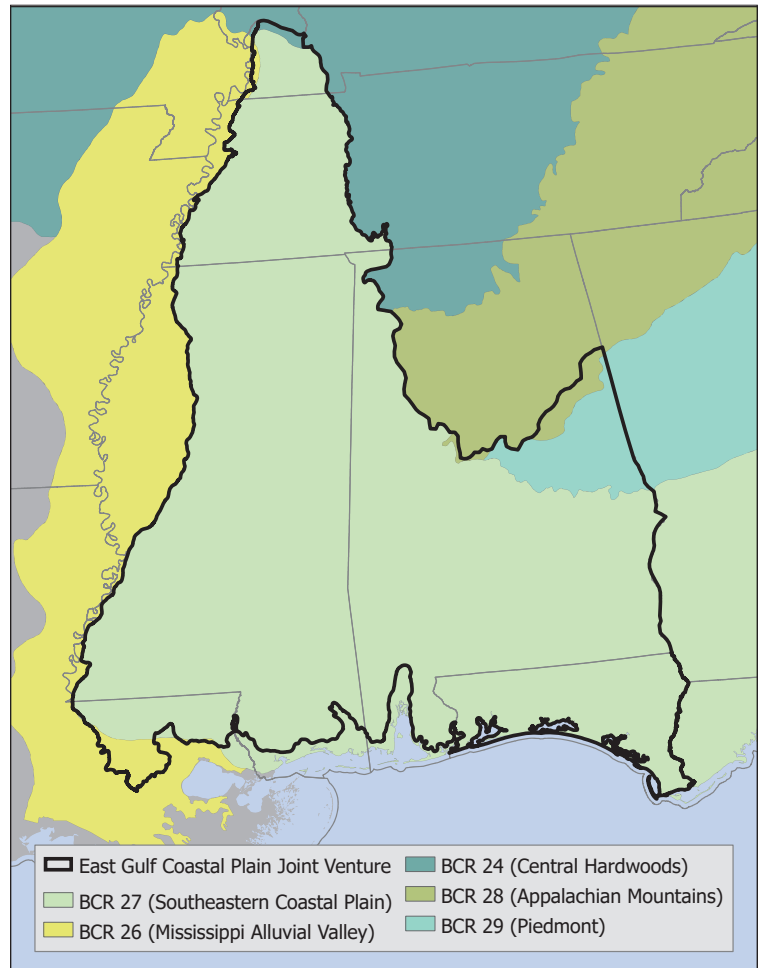 East Gulf Coastal Plain Joint Venture
BCR 27 (Southeastern Coastal Plain)
BCR 26 (Mississippi Alluvial Valley)
BCR 24 (Central Hardwoods)
BCR 28 (Appalachian Mountains)
BCR 29 (Piedmont)